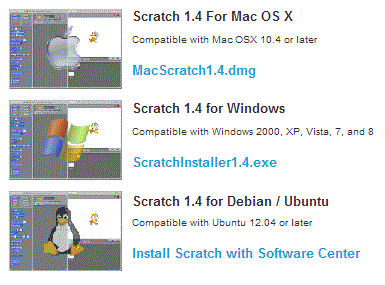 Scratch 1.4 For Mac OS X
Compatible with Mac OSX 10.4 or later
MacScratch1.4.dmg
Scratch 1.4 for Windows
Compatible with Windows 2000, XP, Vista, 7, and 8
ScratchInstaller1.4.exe
Scratch 1.4 for Debian / Ubuntu
Compatible with Ubuntu 12.04 or later
Install Scratch with Software Center